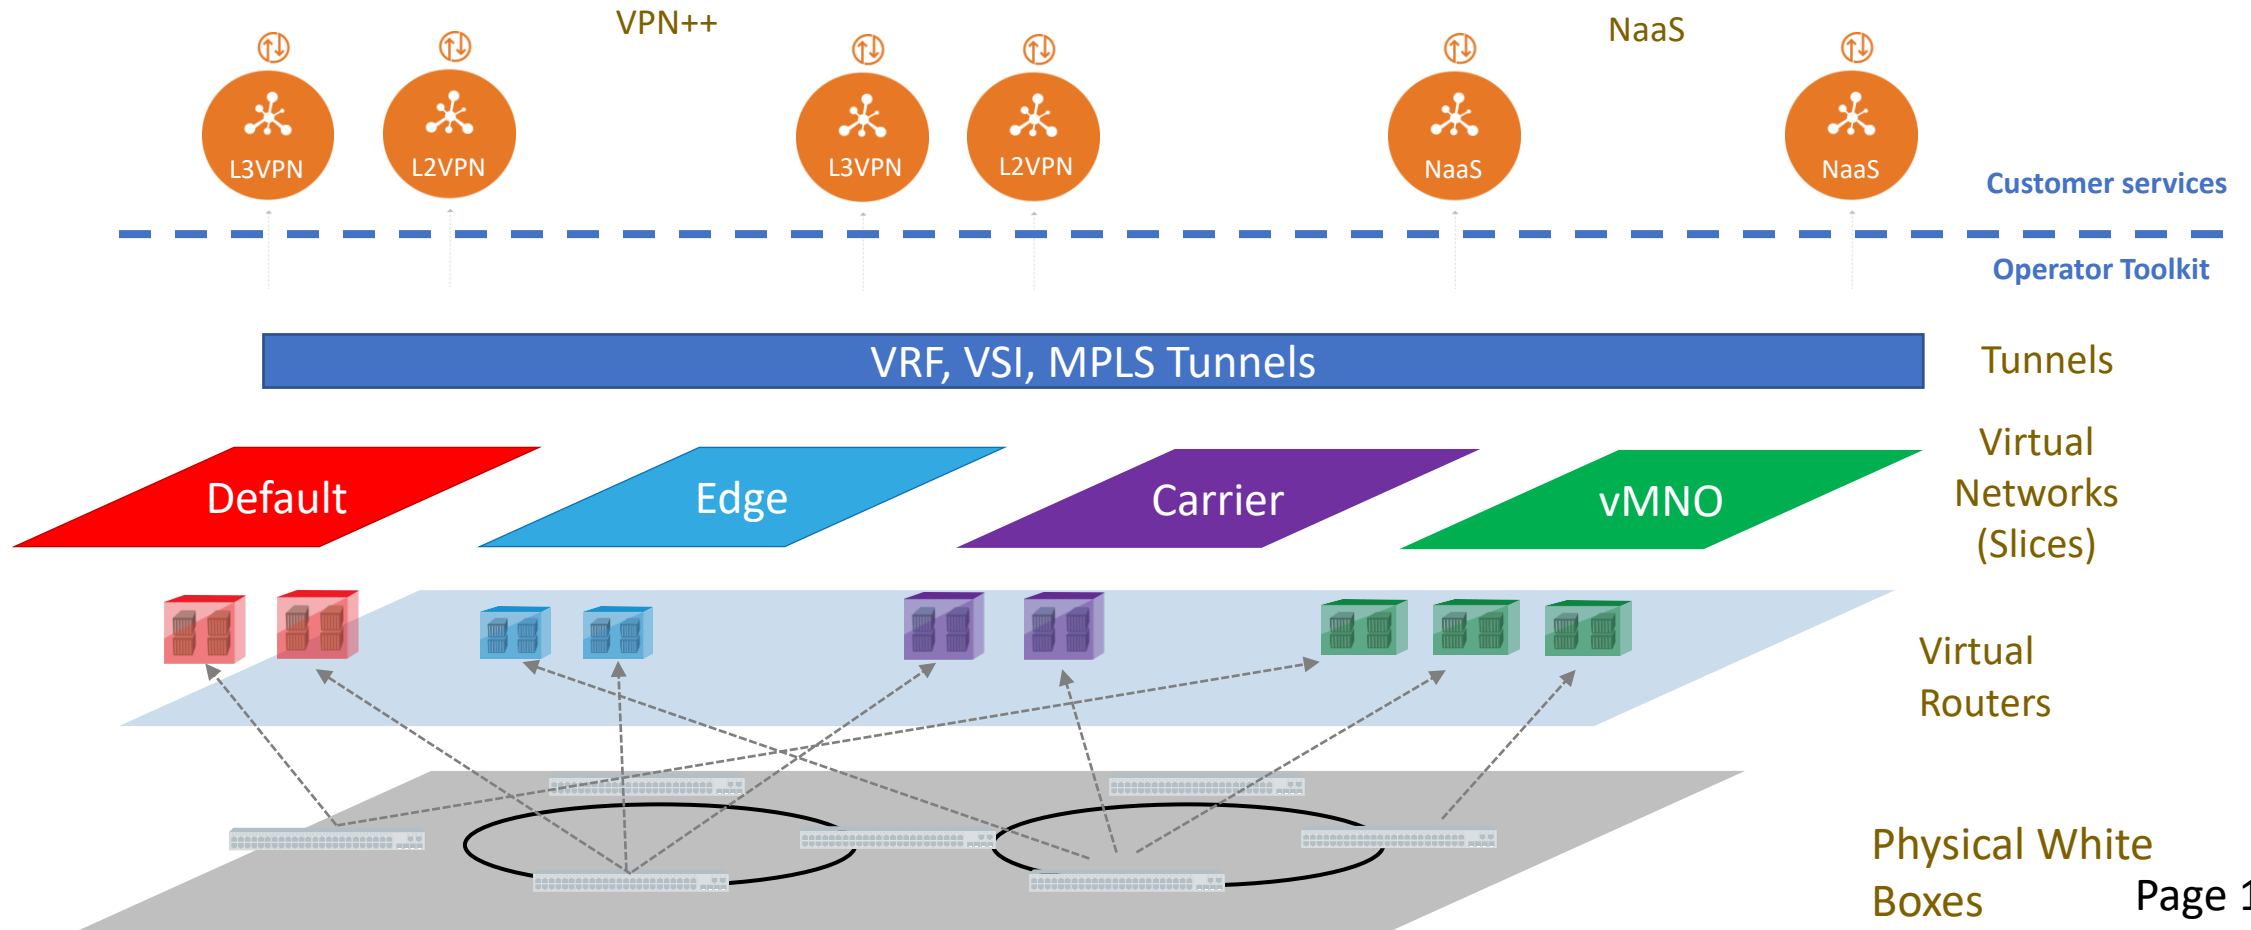 VPN++
NaaS
L3VPN
L2VPN
L3VPN
L2VPN
NaaS
NaaS
Customer services
Operator Toolkit
VRF, VSI, MPLS Tunnels
Tunnels
Default
Edge
Carrier
vMNO
Virtual
Networks
(Slices)
Virtual
Routers
Physical White
Boxes
Page 1